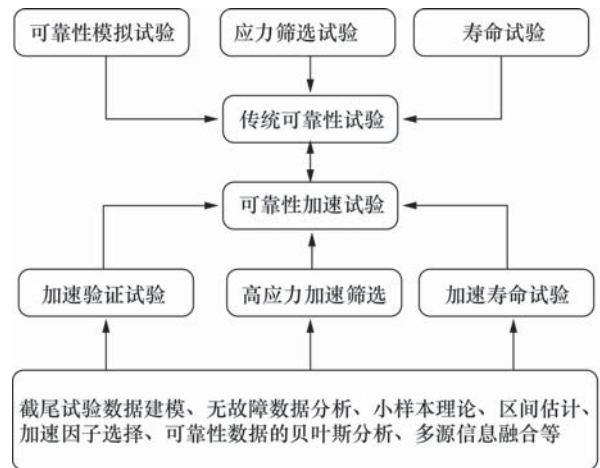 可靠性模拟试验
应力筛选试验
寿命试验
传统可靠性试验
可靠性加速试验
加速验证试验
高应力加速筛选
加速寿命试验
截尾试验数据建模、无故障数据分析、小样本理论、区间估计、
加速因子选择、可靠性数据的贝叶斯分析、多源信息融合等